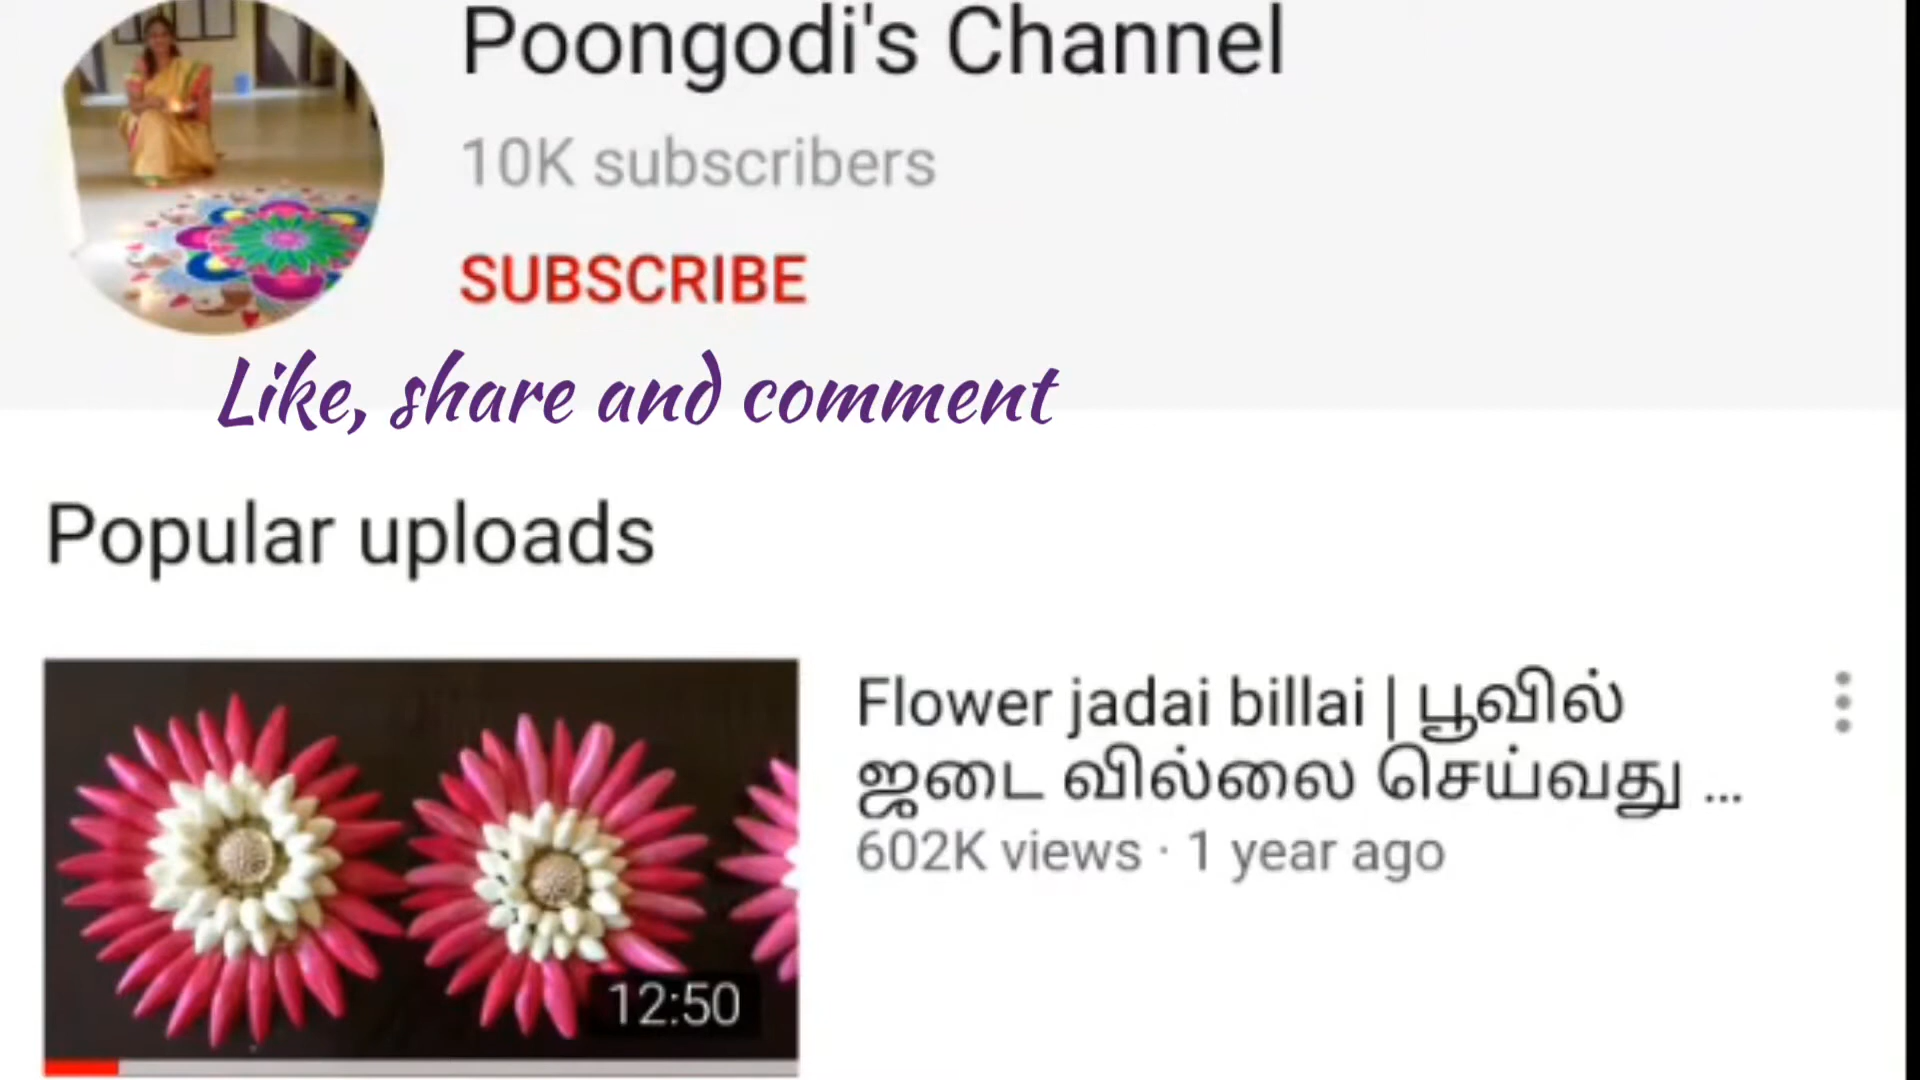 Poongodi's Channel
10K subscribers
SUBSCRIBE
Like, share and comment
Popular uploads
Flower jadai billai | பூவில்
ஜடை வில்லை செய்வது ...
602K views · 1 year ago
12:50